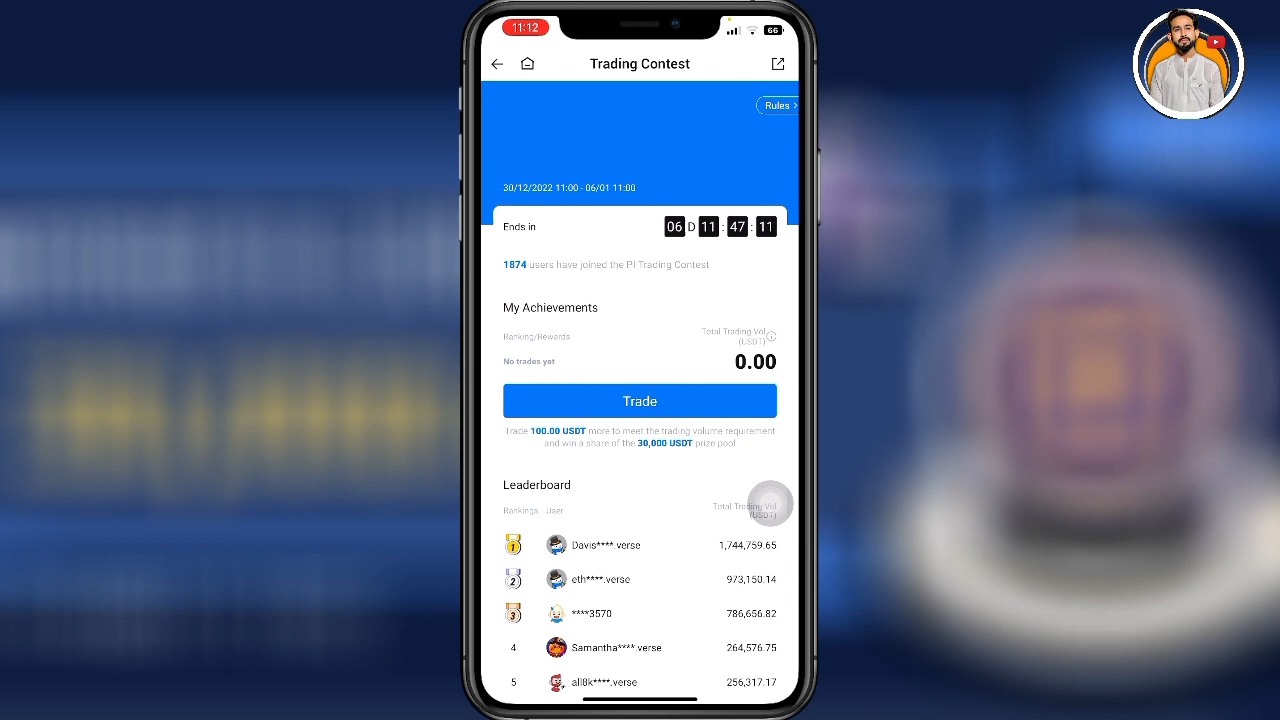 11:12
66
Trading Contest
Rules >
30/12/2022 11:00 - 06/01 11:00
Ends in 06 D 11 : 47 : 11
1874 users have joined the PI Trading Contest
My Achievements
Ranking/Rewards Total Trading Vol
(USDT)
No trades yet 0.00
Trade
Trade 100.00 USDT more to meet the trading volume requirement
and win a share of the 30,000 USDT prize pool
Leaderboard
Rankings User Total Trading Vol
(USDT)
1 Davis****.verse 1,744,759.65
2 eth****.verse 973,150.14
3 ****3570 786,656.82
4 Samantha****.verse 264,576.75
5 all8k****.verse 256,317.17